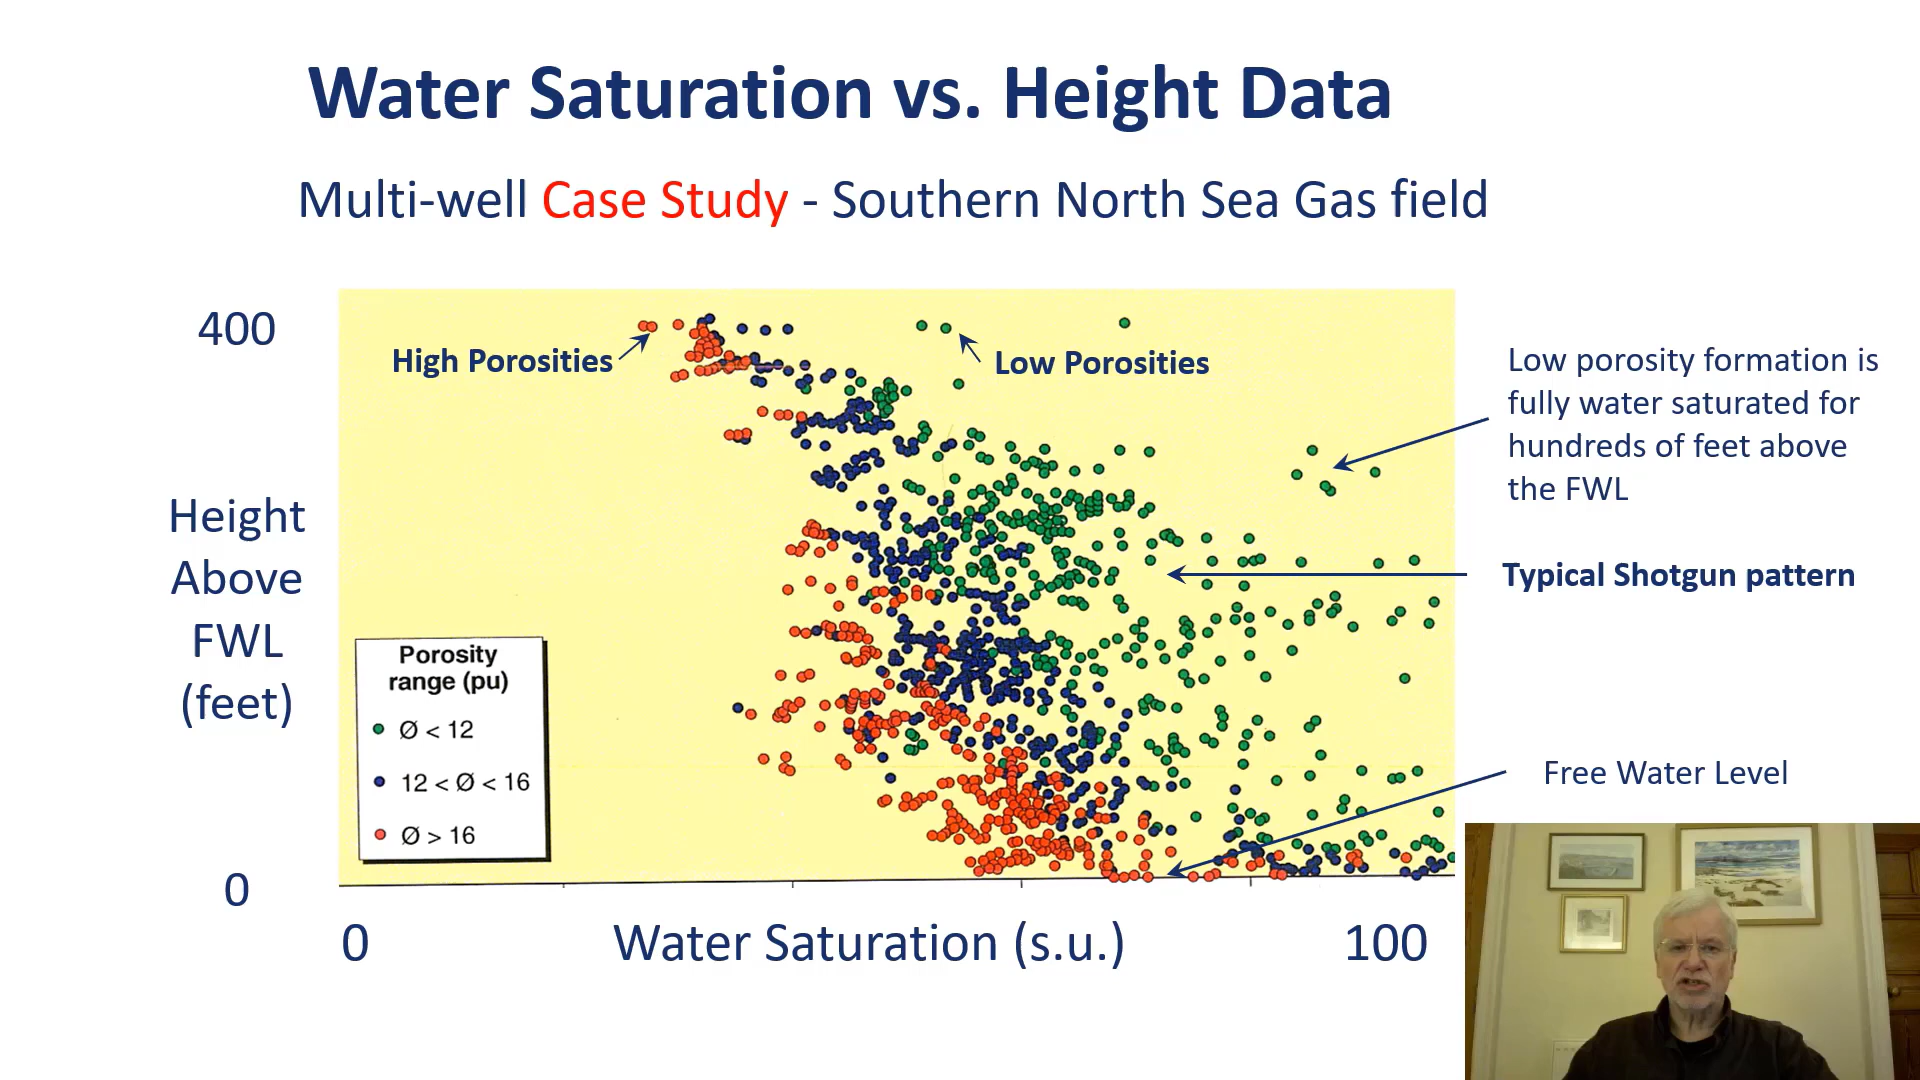 Water Saturation vs. Height Data
Multi-well Case Study - Southern North Sea Gas field
400
High Porosities
Low Porosities
Low porosity formation is
fully water saturated for
hundreds of feet above
the FWL
Height
Above
FWL
(feet)
Typical Shotgun pattern
Porosity
range (pu)
Ø < 12
12 < Ø < 16
Ø > 16
Free Water Level
0
0
Water Saturation (s.u.)
100